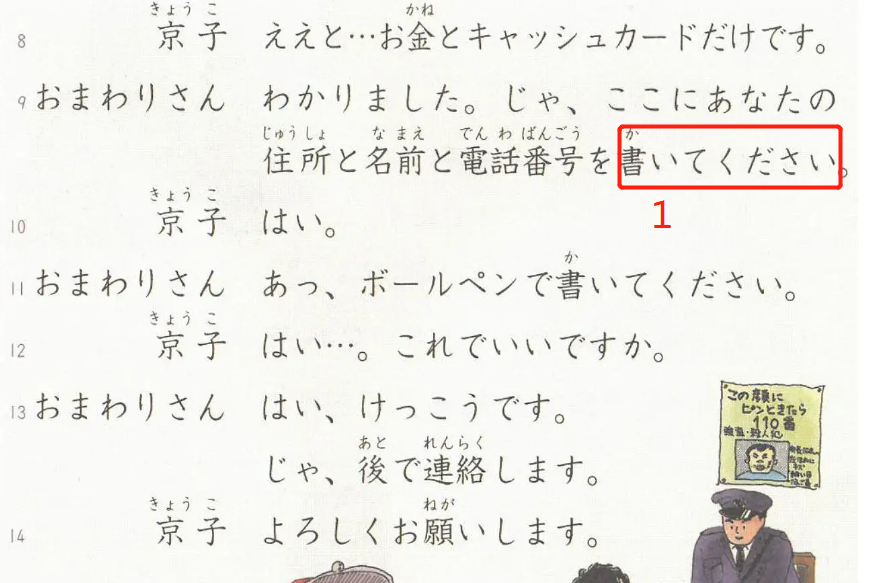 8 京子 ええと…お金とキャッシュカードだけです。
9 おまわりさん わかりました。じゃ、ここにあなたの
住所と名前と電話番号を書いてください。
1
10 京子 はい。
11 おまわりさん あっ、ボールペンで書いてください。
12 京子 はい…。これでいいですか。
13 おまわりさん はい、けっこうです。
じゃ、後で連絡します。
14 京子 よろしくお願いします。
この顔に
ピンときたら
110番